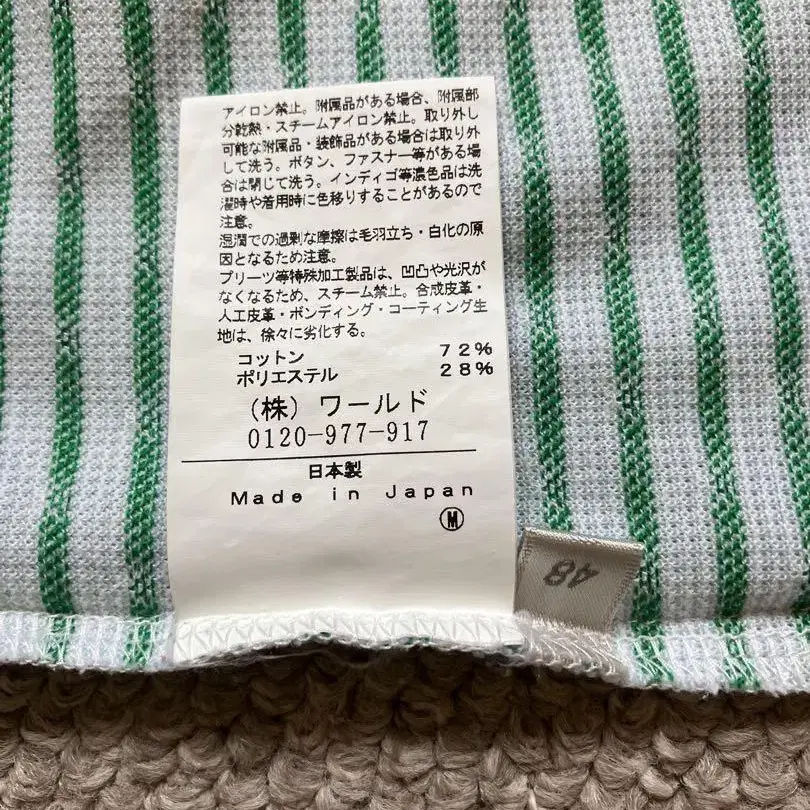 アイロン禁止。附属品がある場合、附属部
分乾熱・スチームアイロン禁止。取り外し
可能な附属品・装飾品がある場合は取り外
して洗う。ボタン、ファスナー等がある場
合は閉じて洗う。インディゴ等濃色品は洗
濯時や着用時に色移りすることがあるので
注意。
湿潤での過剰な摩擦は毛羽立ち・白化の原
因となるため注意。
プリーツ等特殊加工製品は、凹凸や光沢が
なくなるため、スチーム禁止。合成皮革・
人工皮革・ボンディング・コーティング生
地は、徐々に劣化する。
コットン 72%
ポリエステル 28%
(株) ワールド
0120-977-917
日本製
Made in Japan
Ⓜ
48